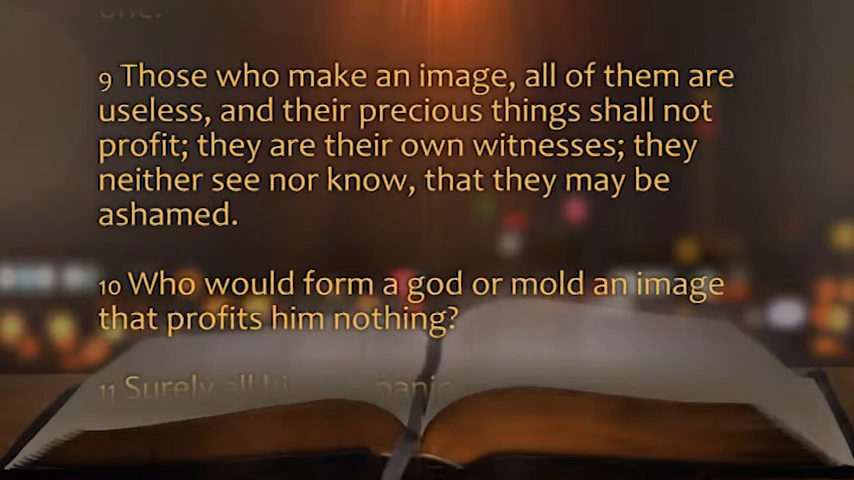 one.
9 Those who make an image, all of them are
useless, and their precious things shall not
profit; they are their own witnesses; they
neither see nor know, that they may be
ashamed.
10 Who would form a god or mold an image
that profits him nothing?
11 Surely all